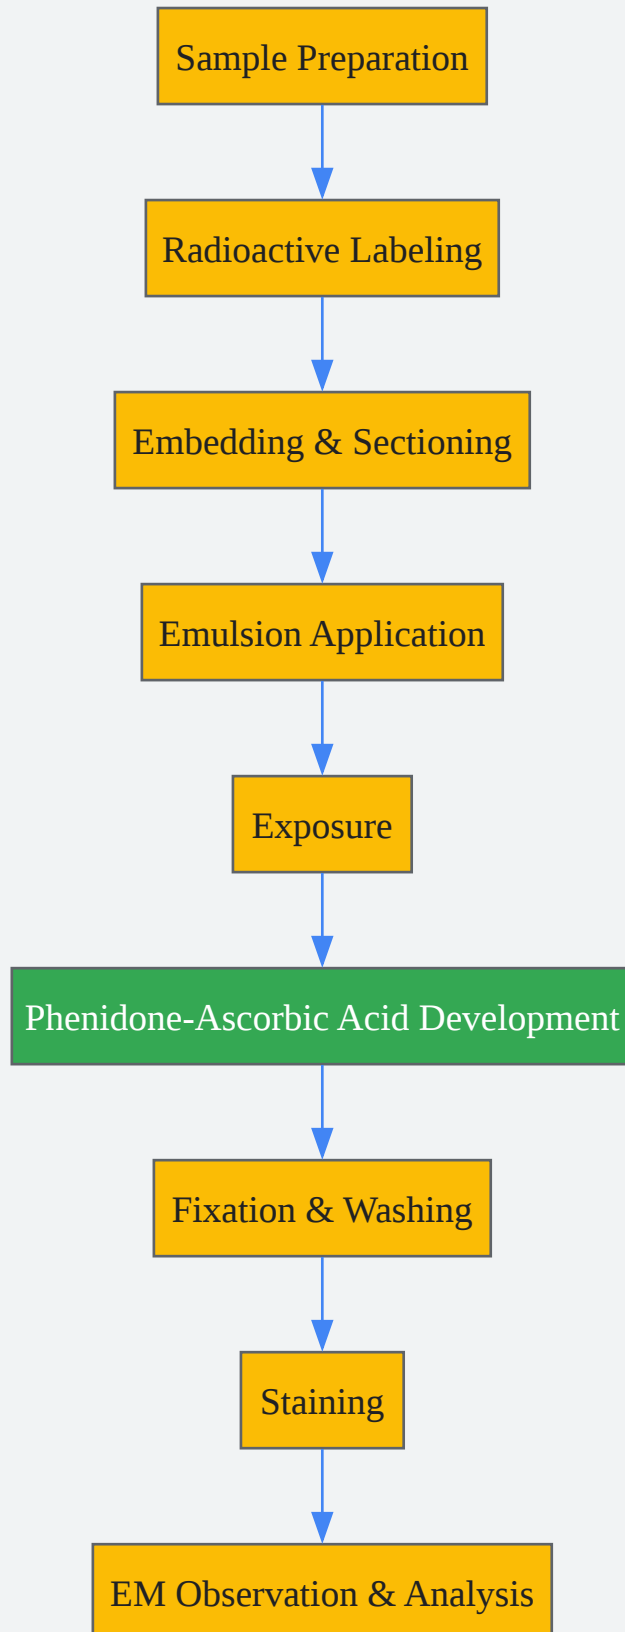 Sample Preparation
Radioactive Labeling
Embedding & Sectioning
Emulsion Application
Exposure
Phenidone-Ascorbic Acid Development
Fixation & Washing
Staining
EM Observation & Analysis